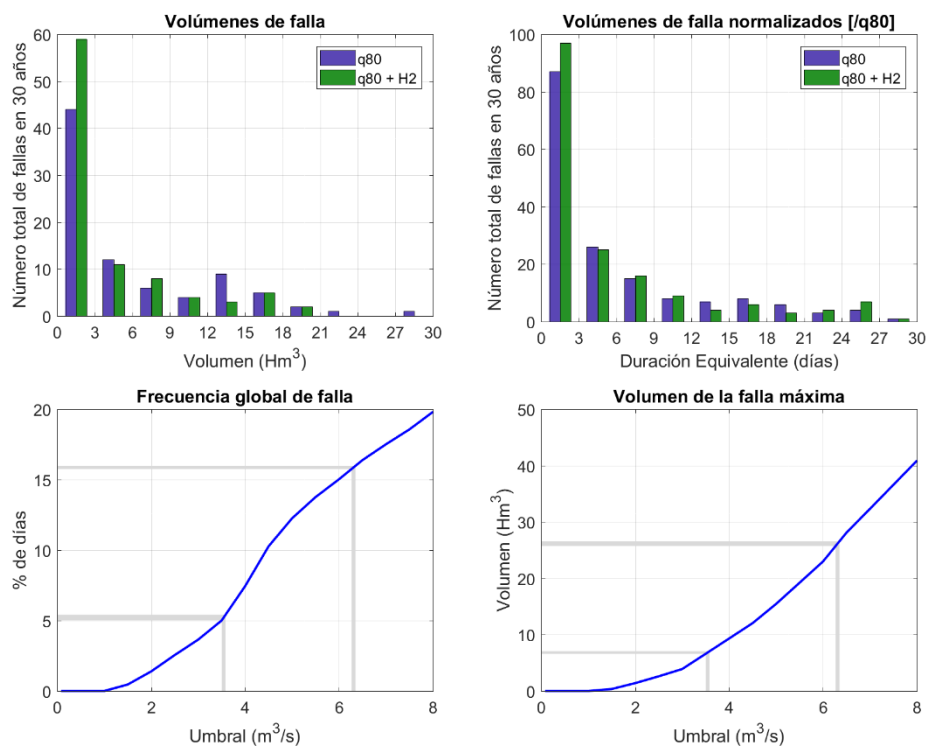 Volúmenes de falla
Número total de fallas en 30 años
60
50
40
30
20
10
0
q80
q80 + H2
0 3 6 9 12 15 18 21 24 27 30
Volumen (Hm³)
Volúmenes de falla normalizados [/q80]
Número total de fallas en 30 años
100
80
60
40
20
0
q80
q80 + H2
0 3 6 9 12 15 18 21 24 27 30
Duración Equivalente (días)
Frecuencia global de falla
% de días
20
15
10
5
0
0 2 4 6 8
Umbral (m³/s)
Volumen de la falla máxima
Volumen (Hm³)
50
40
30
20
10
0
0 2 4 6 8
Umbral (m³/s)